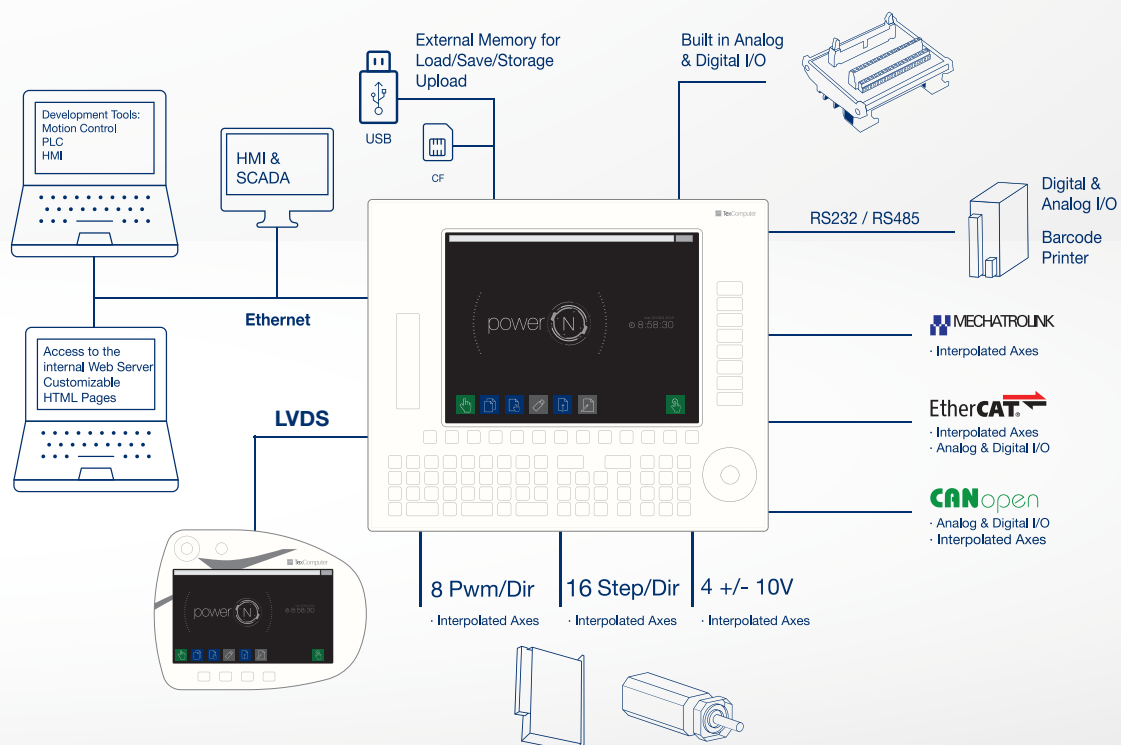 External Memory for
Load/Save/Storage
Upload
USB
CF
Built in Analog
& Digital I/O
Development Tools:
Motion Control
PLC
HMI
HMI &
SCADA
TexComputer
RS232 / RS485
Digital &
Analog I/O
Barcode
Printer
power N
8:58:30
Ethernet
MECHATROLINK
· Interpolated Axes
Access to the
internal Web Server
Customizable
HTML Pages
LVDS
EtherCAT®
· Interpolated Axes
· Analog & Digital I/O
CANopen
· Analog & Digital I/O
· Interpolated Axes
TexComputer
power N
8:58:30
8 Pwm/Dir
· Interpolated Axes
16 Step/Dir
· Interpolated Axes
4 +/- 10V
· Interpolated Axes